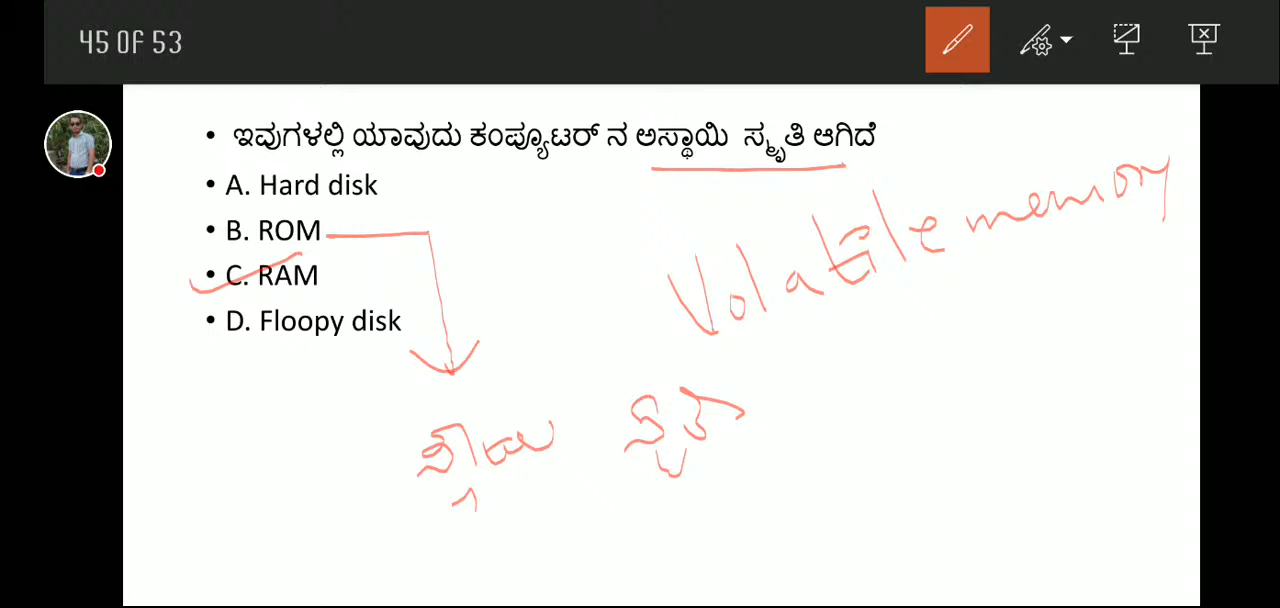 45 OF 53
• ಇವುಗಳಲ್ಲಿ ಯಾವುದು ಕಂಪ್ಯೂಟರ್ ನ ಅಸ್ಥಾಯಿ ಸ್ಮೃತಿ ಆಗಿದೆ
• A. Hard disk
• B. ROM
• C. RAM
• D. Floopy disk
Volatile memory